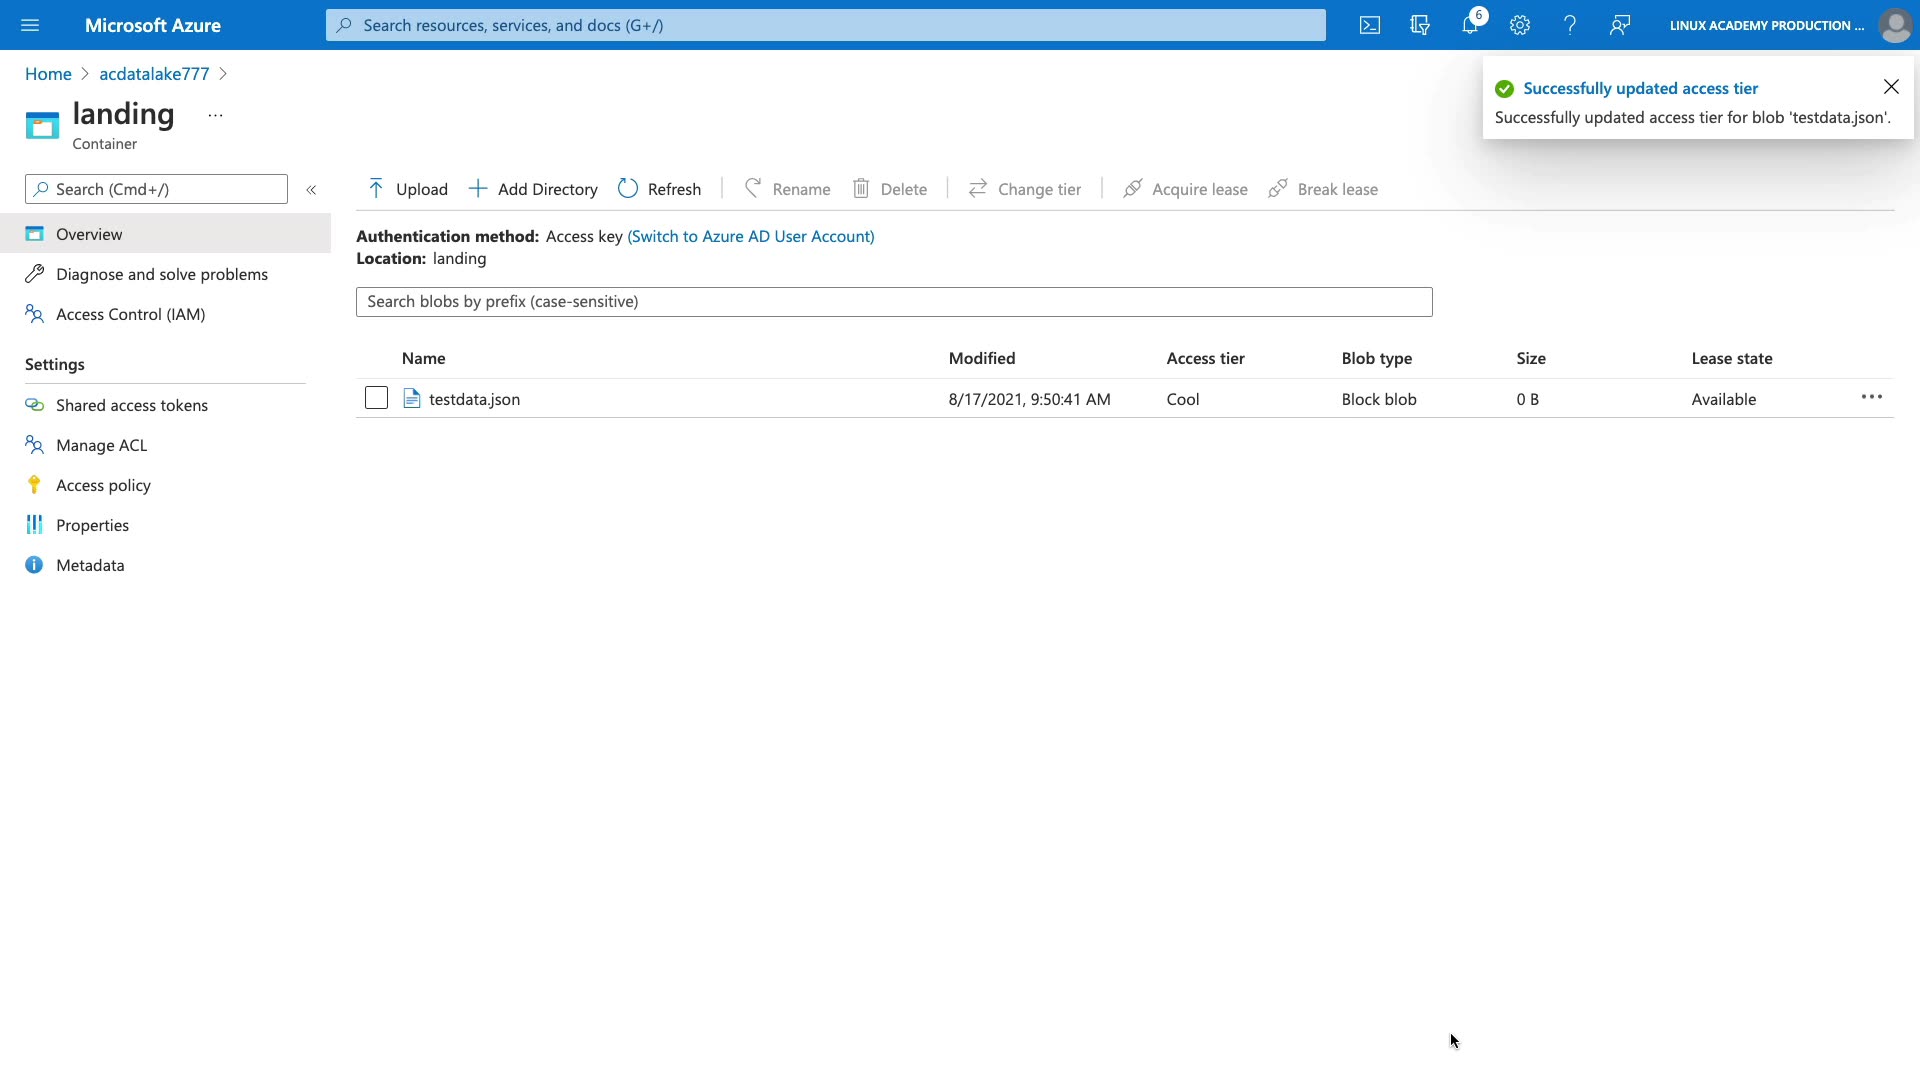 Microsoft Azure
Search resources, services, and docs (G+/)
6
LINUX ACADEMY PRODUCTION ...
Home > acdatalake777 >
landing ...
Container
Successfully updated access tier
Successfully updated access tier for blob 'testdata.json'.
Search (Cmd+/)
«
Upload
Add Directory
Refresh
Rename
Delete
Change tier
Acquire lease
Break lease
Overview
Diagnose and solve problems
Access Control (IAM)
Settings
Shared access tokens
Manage ACL
Access policy
Properties
Metadata
Authentication method: Access key (Switch to Azure AD User Account)
Location: landing
Search blobs by prefix (case-sensitive)
Name Modified Access tier Blob type Size Lease state
testdata.json 8/17/2021, 9:50:41 AM Cool Block blob 0 B Available ...